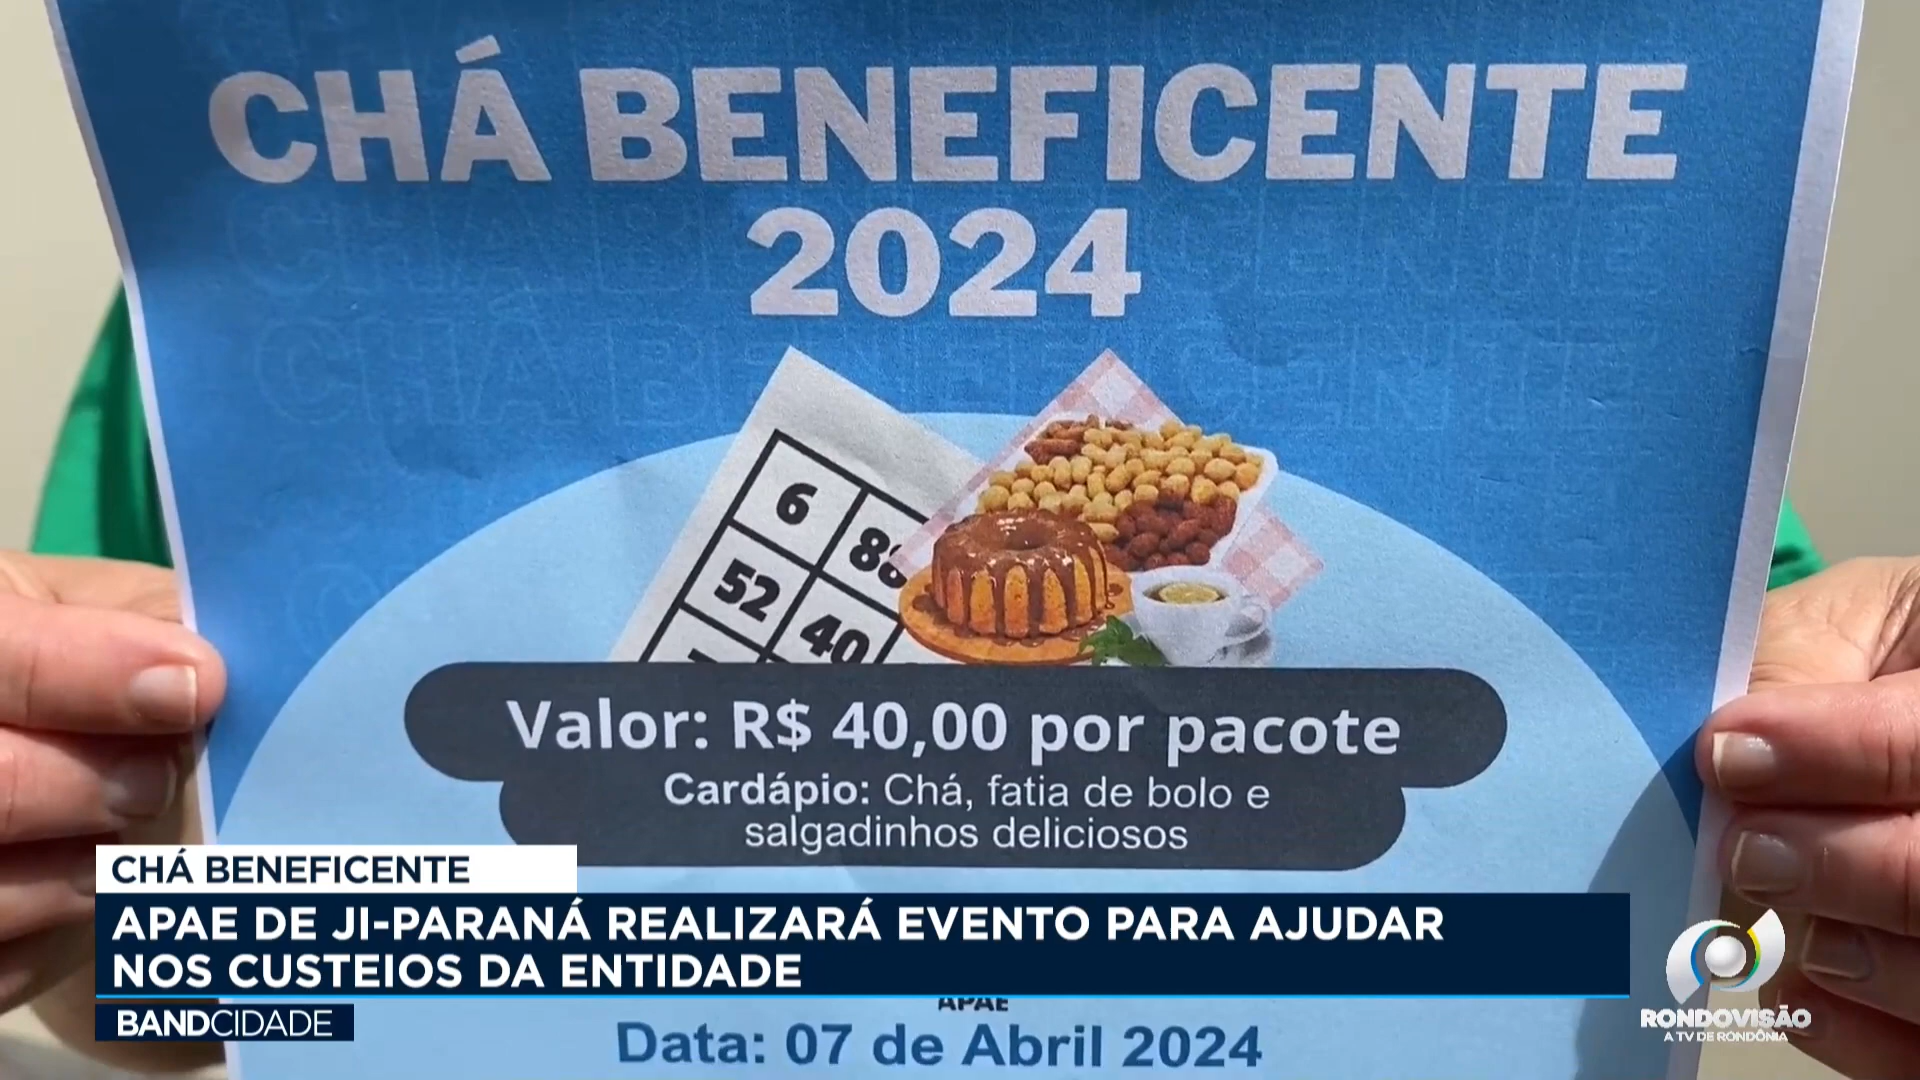 CHÁ BENEFICENTE
2024
6
52
40
Valor: R$ 40,00 por pacote
Cardápio: Chá, fatia de bolo e
salgadinhos deliciosos
CHÁ BENEFICENTE
APAE DE JI-PARANÁ REALIZARÁ EVENTO PARA AJUDAR
NOS CUSTEIOS DA ENTIDADE
BANDCIDADE
APAE
Data: 07 de Abril 2024
RONDOVISÃO
A TV DE RONDÔNIA